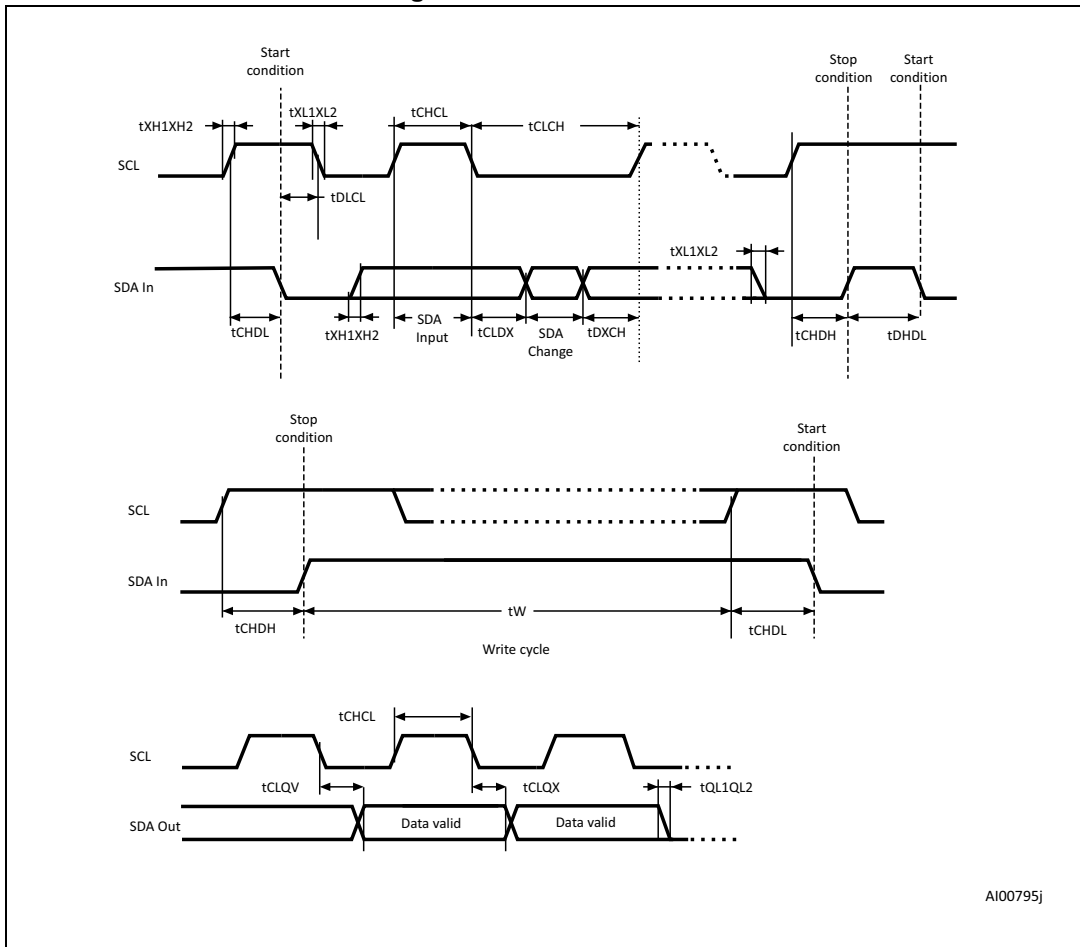 Start
condition
Stop
condition
Start
condition
tXH1XH2
tXL1XL2
tCHCL
tCLCH
SCL
tDLCL
tXL1XL2
SDA In
tCHDL
tXH1XH2
SDA
Input
tCLDX
SDA
Change
tDXCH
tCHDH
tDHDL
Stop
condition
Start
condition
SCL
SDA In
tCHDH
tW
tCHDL
Write cycle
tCHCL
SCL
tCLQV
tCLQX
tQL1QL2
SDA Out
Data valid
Data valid
AI00795j